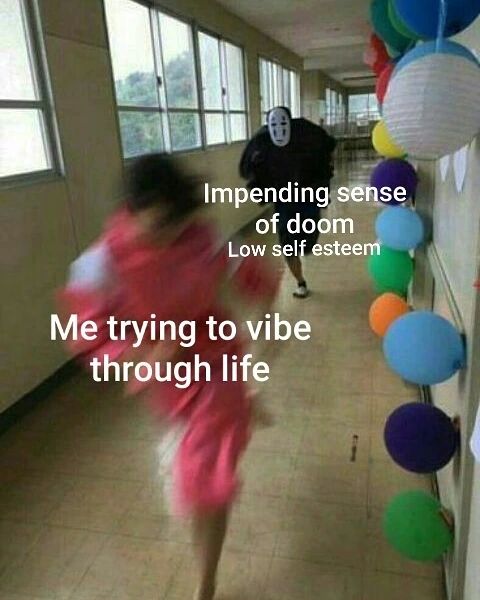 Impending sense
of doom
Low self esteem
Me trying to vibe
through life